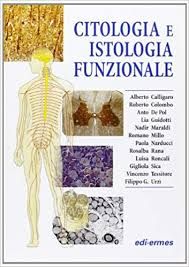 CITOLOGIA E
ISTOLOGIA
FUNZIONALE
Alberto Calligaro
Roberto Colombo
Anto De Pol
Lia Guidotti
Nadir Maraldi
Romano Millo
Paola Narducci
Rosalba Rana
Luisa Roncali
Gigliola Sica
Vincenzo Tessitore
Filippo G. Urzì
edi·ermes